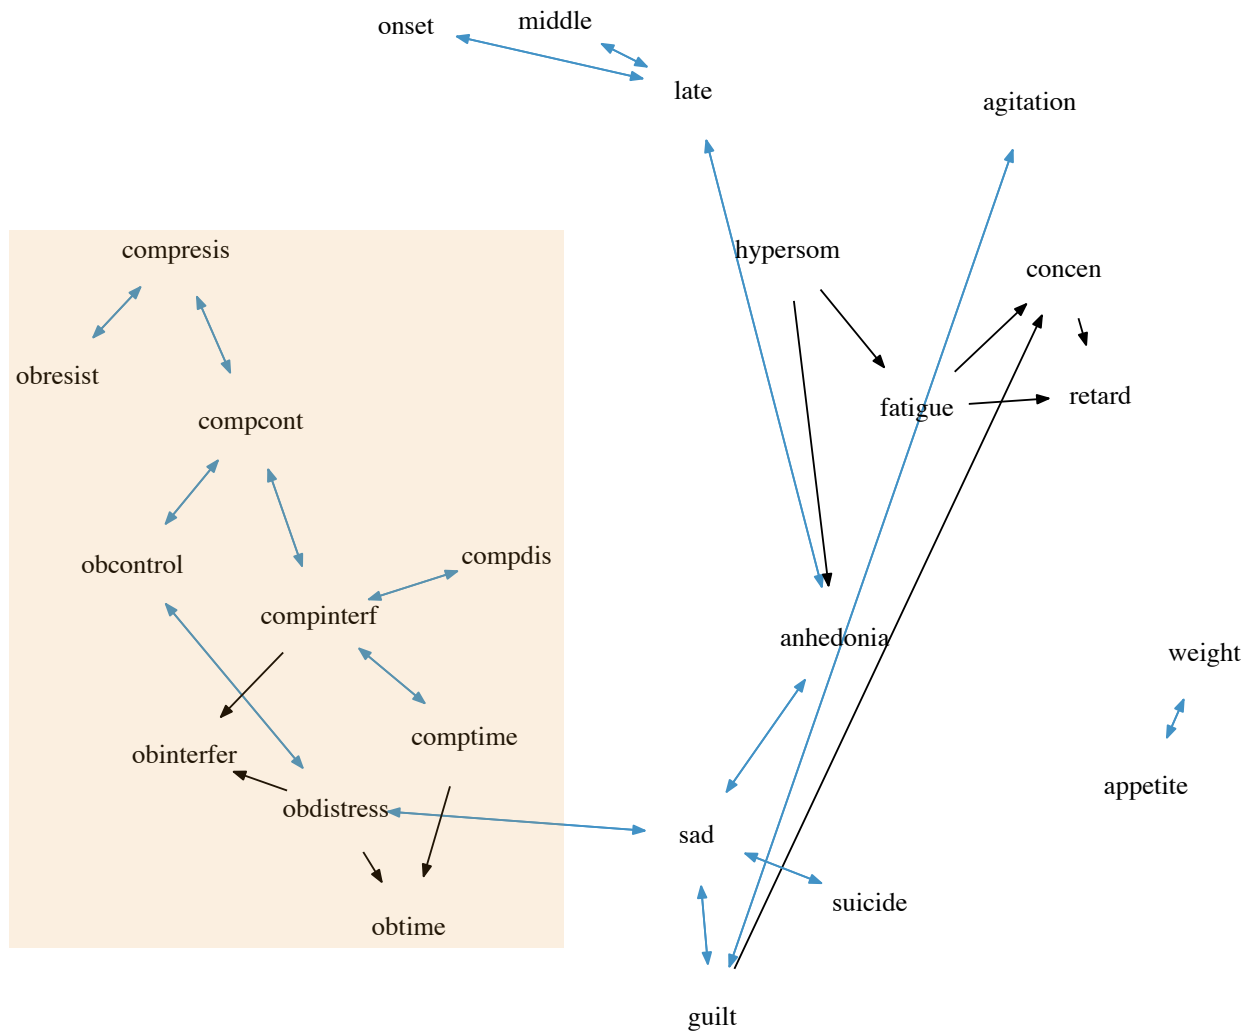 middle
onset
late
agitation
compresis
hypersom
concen
obresist
retard
fatigue
compcont
compdis
obcontrol
compinterf
anhedonia
weight
comptime
obinterfer
appetite
obdistress
sad
suicide
obtime
guilt